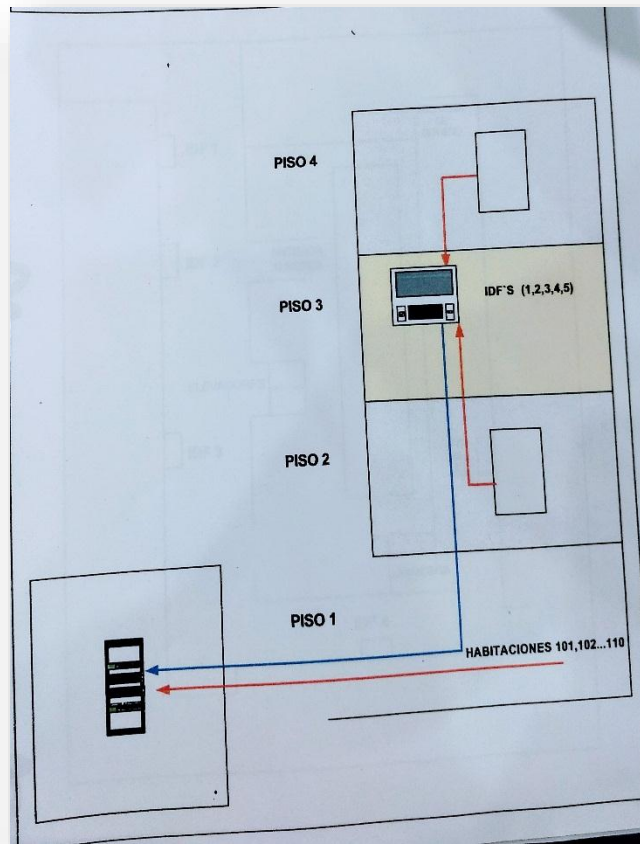 PISO 4
PISO 3
IDF`S (1,2,3,4,5)
PISO 2
PISO 1
HABITACIONES 101,102...110